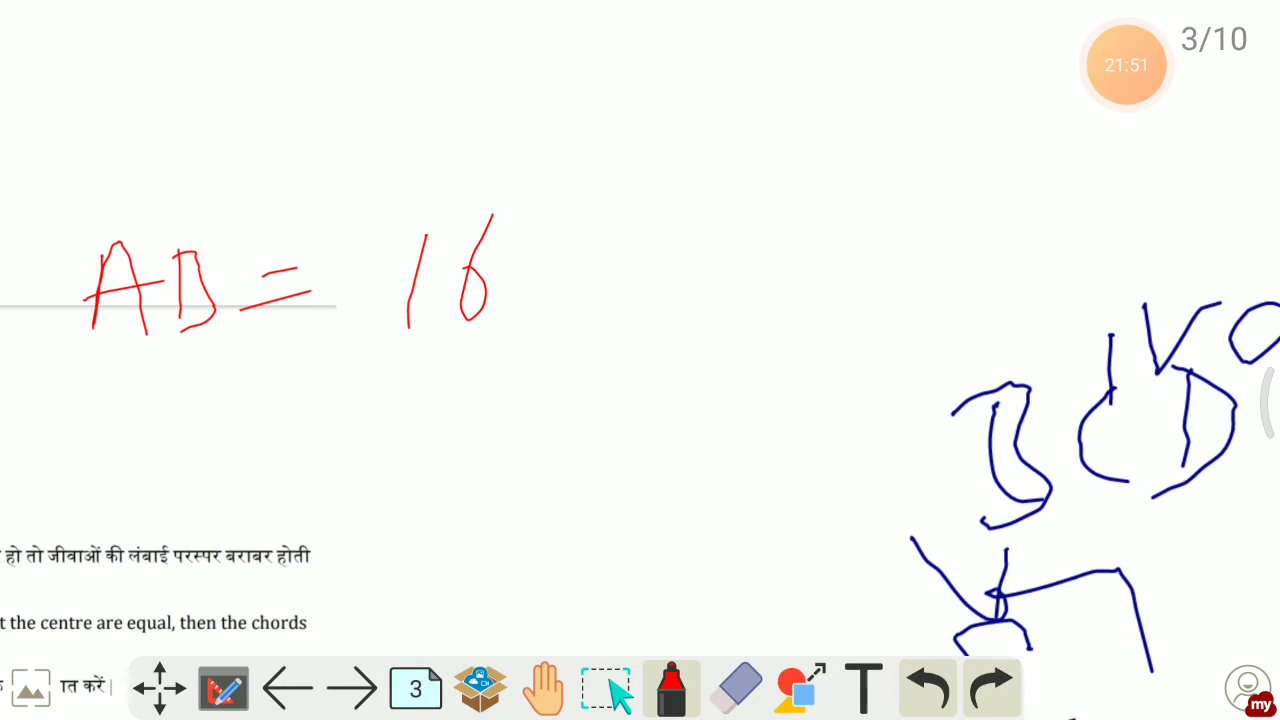 3/10
21:51
AB = 16
हो तो जीवाओं की लंबाई परस्पर बराबर होती
t the centre are equal, then the chords
ात करें|
3
T
my